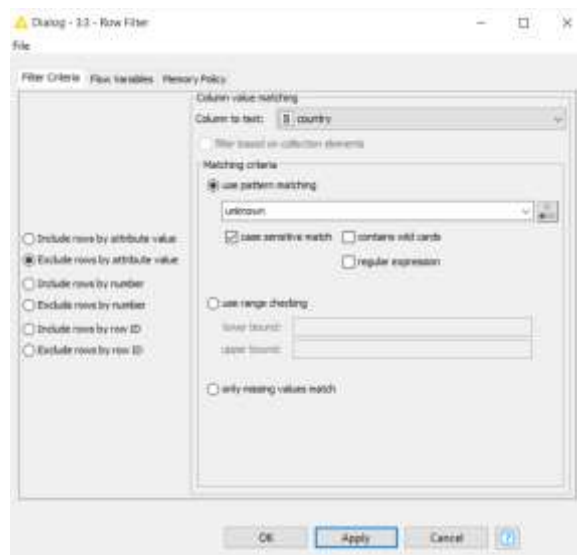 Dialog - 3:3 - Row Filter
File
Filter Criteria Flow Variables Memory Policy
Column value matching
Column to test: S country
filter based on collection elements
Matching criteria
use pattern matching
unknown
case sensitive match contains wild cards
regular expression
Include rows by attribute value
Exclude rows by attribute value
Include rows by number
Exclude rows by number
Include rows by row ID
Exclude rows by row ID
use range checking
lower bound:
upper bound:
only missing values match
OK Apply Cancel ?